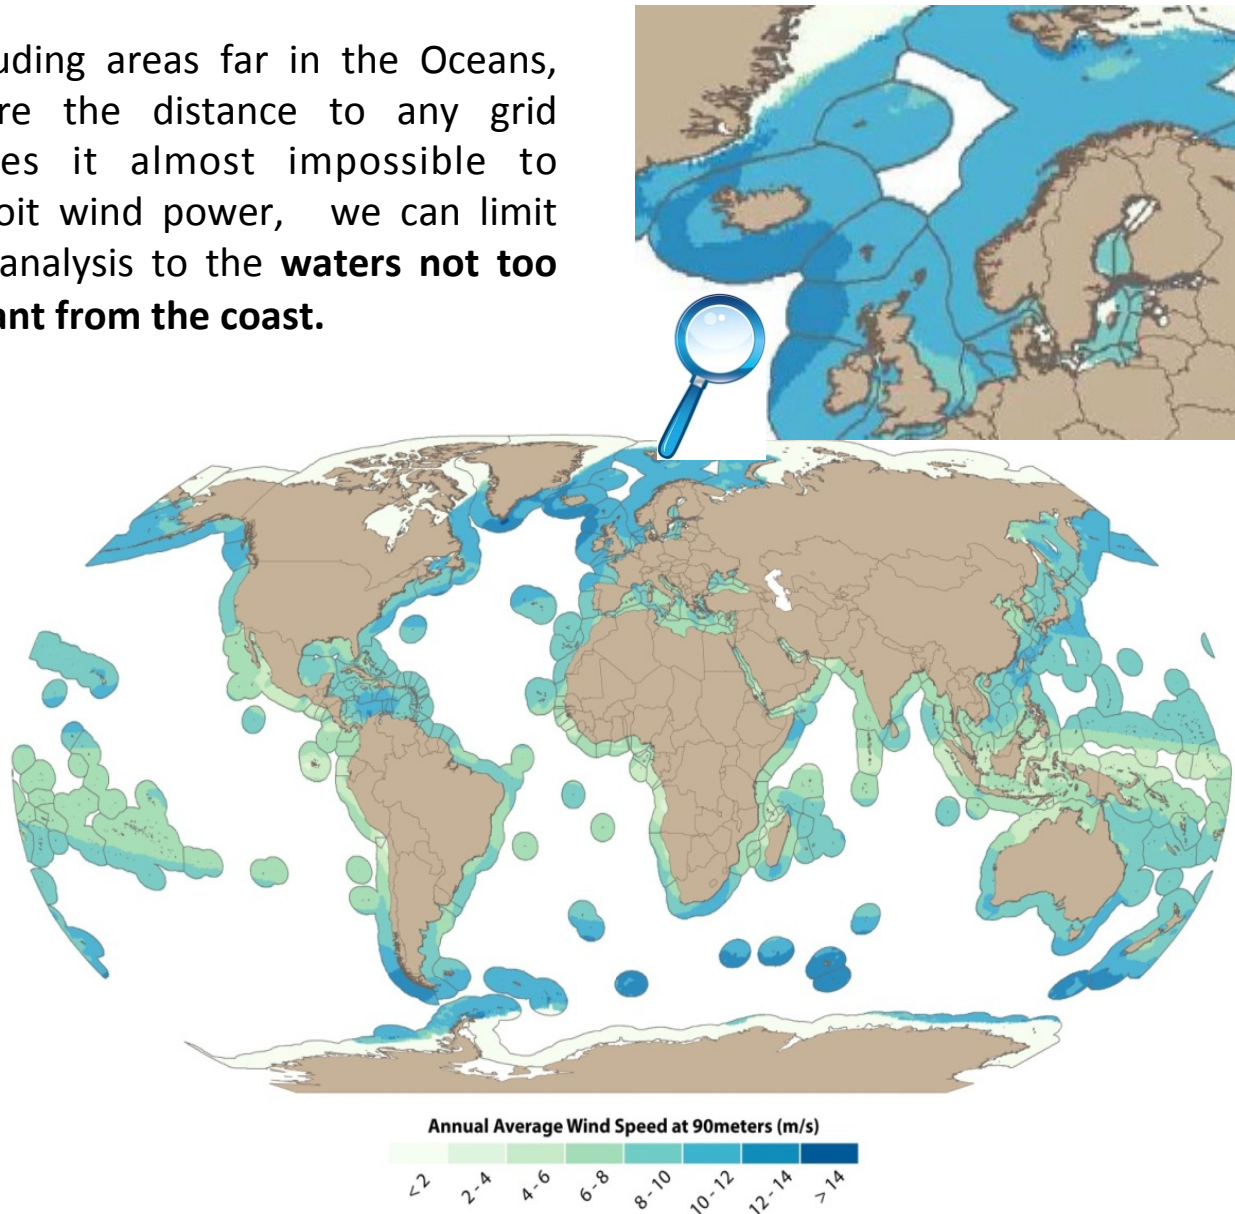 uding areas far in the Oceans,
re the distance to any grid
es it almost impossible to
oit wind power, we can limit
analysis to the waters not too
ant from the coast.
Annual Average Wind Speed at 90meters (m/s)
< 2
2 - 4
4 - 6
6 - 8
8 - 10
10 - 12
12 - 14
> 14